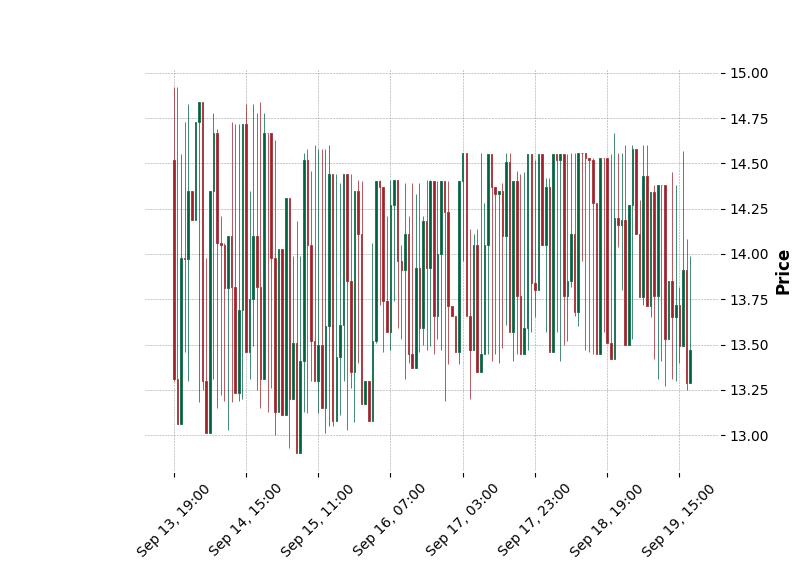 15.00
14.75
14.50
14.25
14.00
13.75
13.50
13.25
13.00
Price
Sep 13, 19:00
Sep 14, 15:00
Sep 15, 11:00
Sep 16, 07:00
Sep 17, 03:00
Sep 17, 23:00
Sep 18, 19:00
Sep 19, 15:00